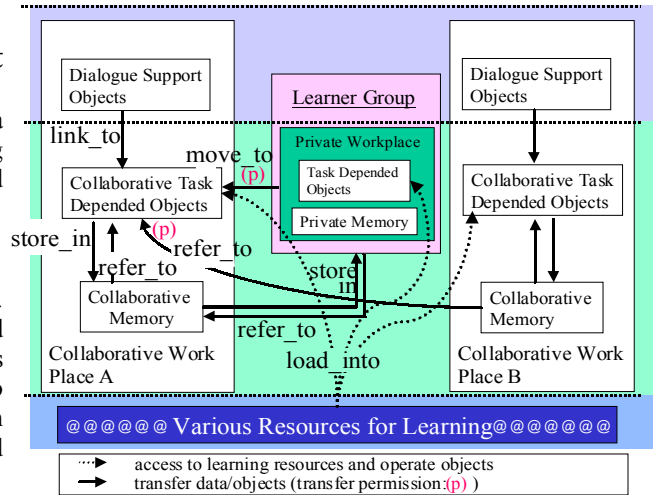 Dialogue Support
Objects
link_to
Collaborative Task
Depended Objects
store_in
refer_to
Collaborative
Memory
Collaborative Work
Place A
Learner Group
Private Workplace
Task Depended
Objects
Private Memory
move_to
(p)
(p)
refer_to
store
in
refer_to
load_into
Dialogue Support
Objects
Collaborative Task
Depended Objects
Collaborative
Memory
Collaborative Work
Place B
@@@@@@ Various Resources for Learning@@@@@@@
access to learning resources and operate objects
transfer data/objects (transfer permission:(p) )